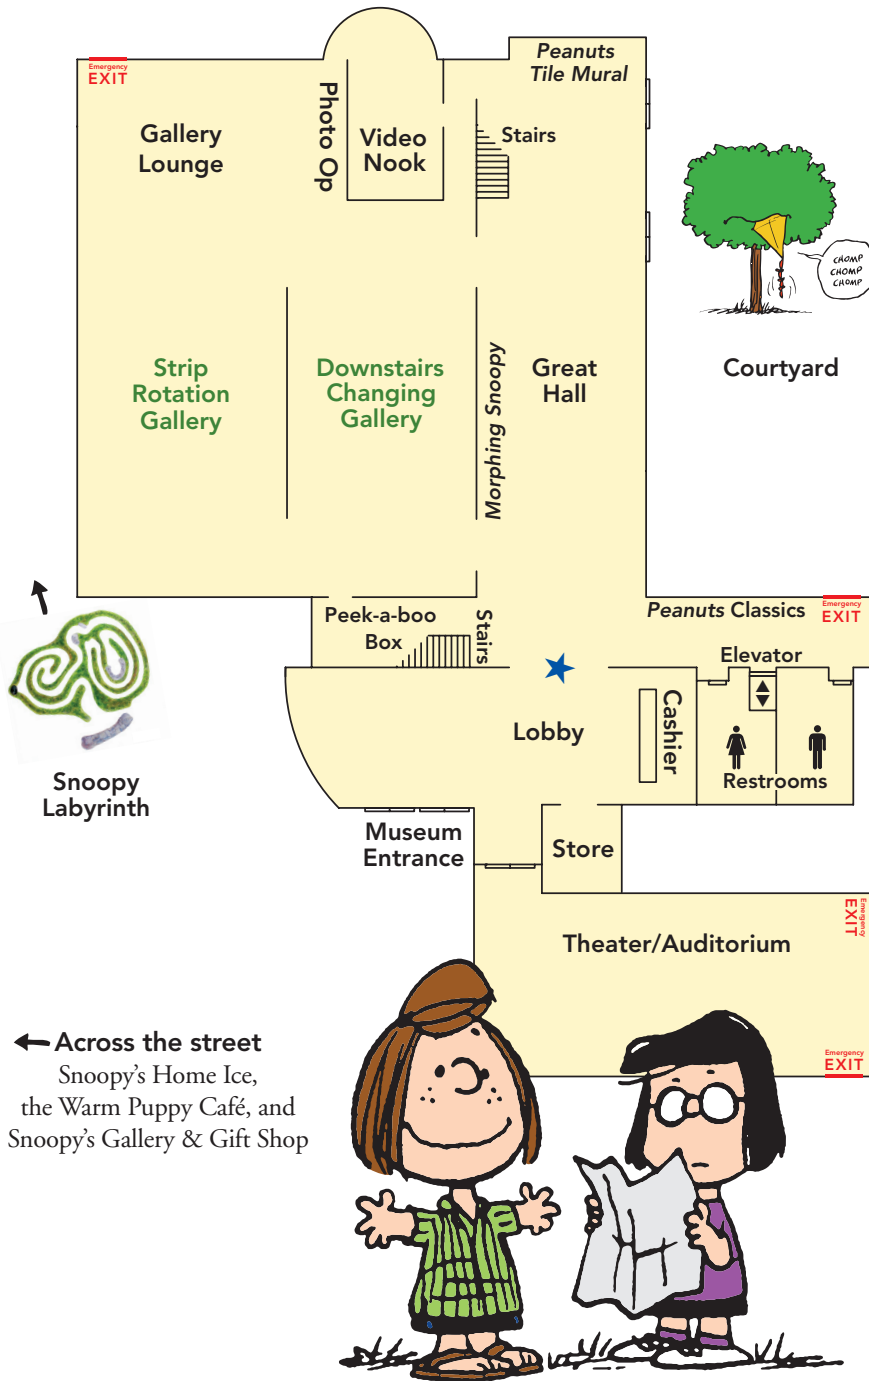 Peanuts
Tile Mural
Emergency
EXIT
Photo Op
Gallery
Lounge
Video
Nook
Stairs
CHOMP
CHOMP
CHOMP
Strip
Rotation
Gallery
Downstairs
Changing
Gallery
Morphing Snoopy
Great
Hall
Courtyard
Peek-a-boo
Box
Stairs
Peanuts Classics
Emergency
EXIT
Elevator
Lobby
Cashier
Restrooms
Snoopy
Labyrinth
Museum
Entrance
Store
Emergency
EXIT
Theater/Auditorium
Across the street
Snoopy’s Home Ice,
the Warm Puppy Café, and
Snoopy’s Gallery & Gift Shop
Emergency
EXIT